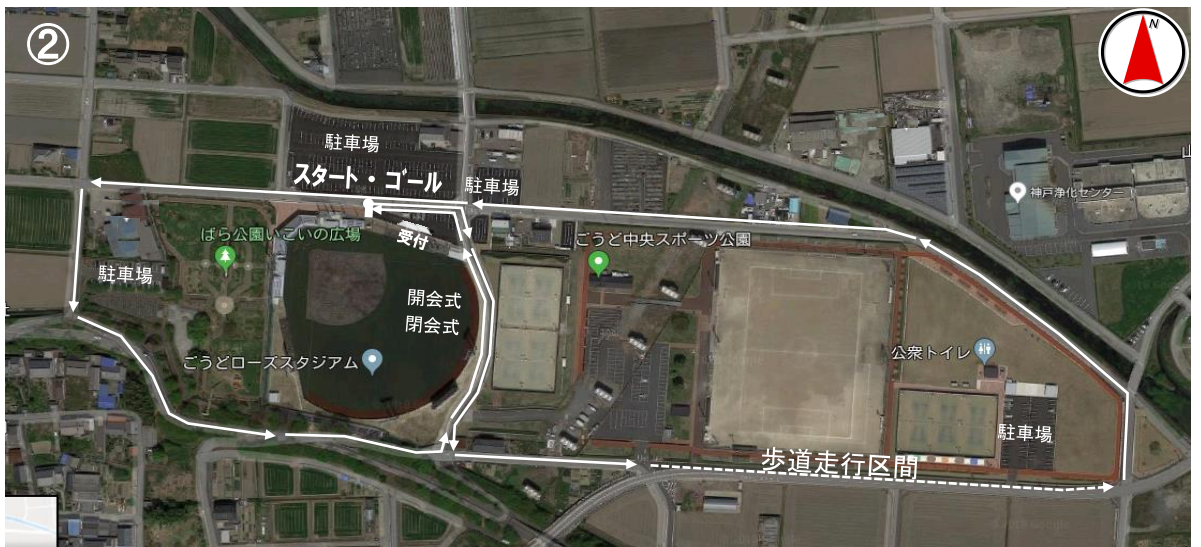 ②
N
駐車場
山
スタート・ゴール
駐車場
神戸浄化センター
ばら公園いこいの広場
受付
ごうど中央スポーツ公園
駐車場
開会式
閉会式
ごうどローズスタジアム
公衆トイレ
駐車場
歩道走行区間